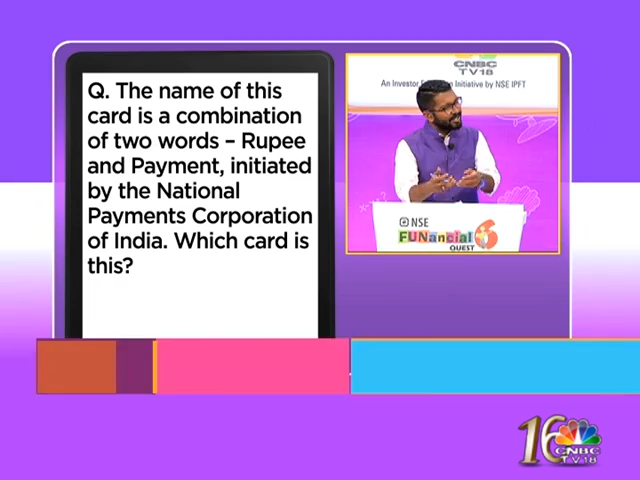 Q. The name of this
card is a combination
of two words – Rupee
and Payment, initiated
by the National
Payments Corporation
of India. Which card is
this?
CNBC
TV18
An Investor E
n Initiative by NSE IPFT
NSE
FUNancial 6
QUEST
16
CNBC
TV18